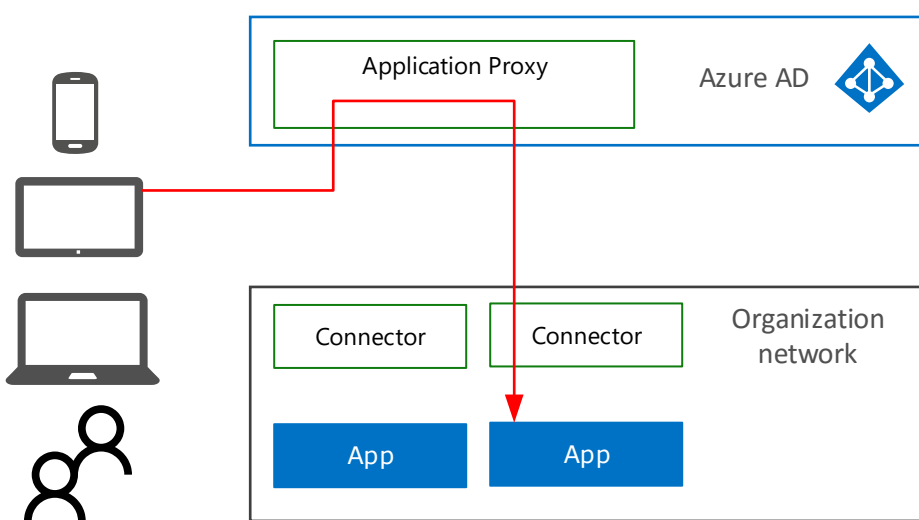 Application Proxy
Azure AD
Connector
Connector
Organization
network
App
App